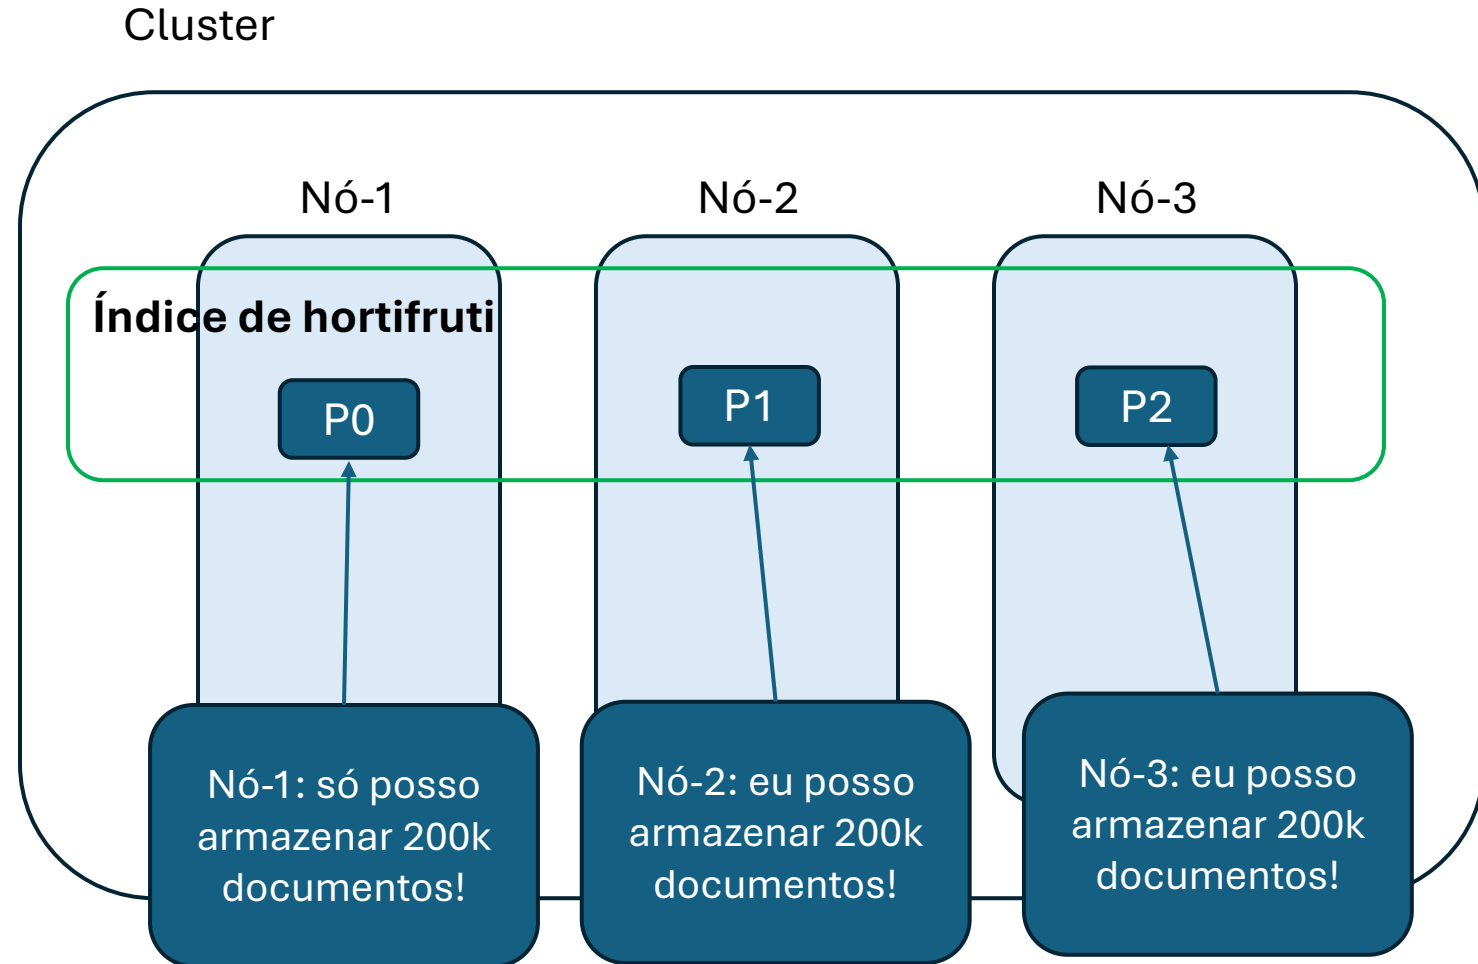 Cluster
Nó-1
Nó-2
Nó-3
Índice de hortifruti
P0
P1
P2
Nó-1: só posso
armazenar 200k
documentos!
Nó-2: eu posso
armazenar 200k
documentos!
Nó-3: eu posso
armazenar 200k
documentos!